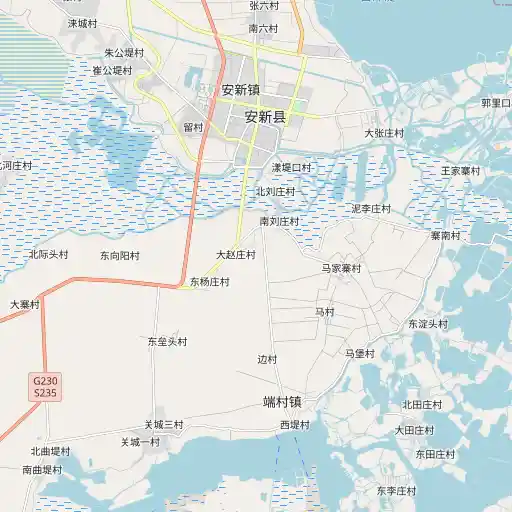 张六村
涞城村
南六村
朱公堤村
崔公堤村
安新镇
郭里口
安新县
留村
大张庄村
河庄村
漾堤口村
王家寨村
北刘庄村
泥李庄村
南刘庄村
寨南村
北际头村
东向阳村
大赵庄村
马家寨村
东杨庄村
大寨村
马村
东淀头村
东垒头村
边村
马堡村
G230
S235
端村镇
北田庄村
关城三村
西堤村
大田庄村
关城一村
北曲堤村
东田庄村
南曲堤村
东李庄村